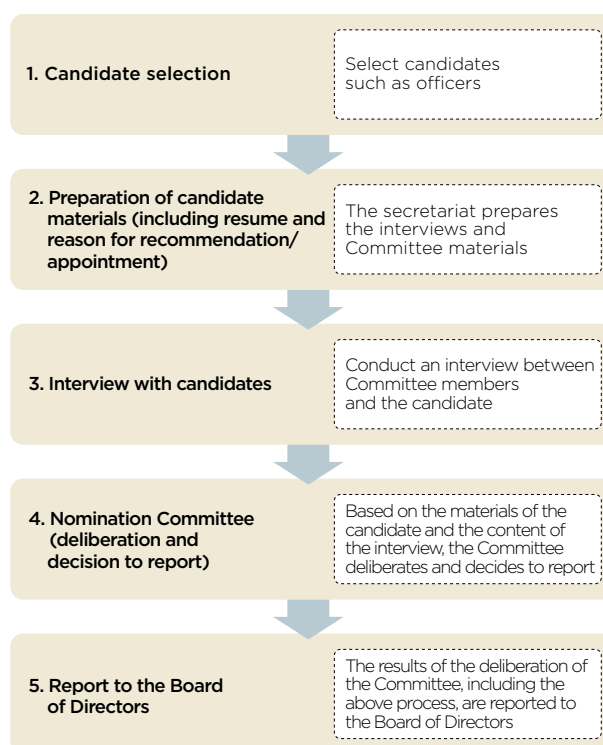 1. Candidate selection
Select candidates
such as officers
2. Preparation of candidate
materials (including resume and
reason for recommendation/
appointment)
The secretariat prepares
the interviews and
Committee materials
3. Interview with candidates
Conduct an interview between
Committee members
and the candidate
4. Nomination Committee
(deliberation and
decision to report)
Based on the materials of the
candidate and the content of
the interview, the Committee
deliberates and decides to report
5. Report to the Board
of Directors
The results of the deliberation of
the Committee, including the
above process, are reported to
the Board of Directors